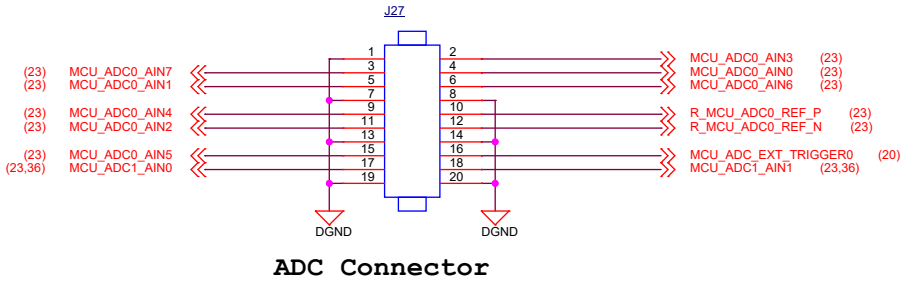 J27
1 2 MCU_ADC0_AIN3 (23)
(23) MCU_ADC0_AIN7 3 4 MCU_ADC0_AIN0 (23)
(23) MCU_ADC0_AIN1 5 6 MCU_ADC0_AIN6 (23)
7 8
(23) MCU_ADC0_AIN4 9 10 R_MCU_ADC0_REF_P (23)
(23) MCU_ADC0_AIN2 11 12 R_MCU_ADC0_REF_N (23)
13 14
(23) MCU_ADC0_AIN5 15 16 MCU_ADC_EXT_TRIGGER0 (20)
(23,36) MCU_ADC1_AIN0 17 18 MCU_ADC1_AIN1 (23,36)
19 20
DGND DGND
ADC Connector